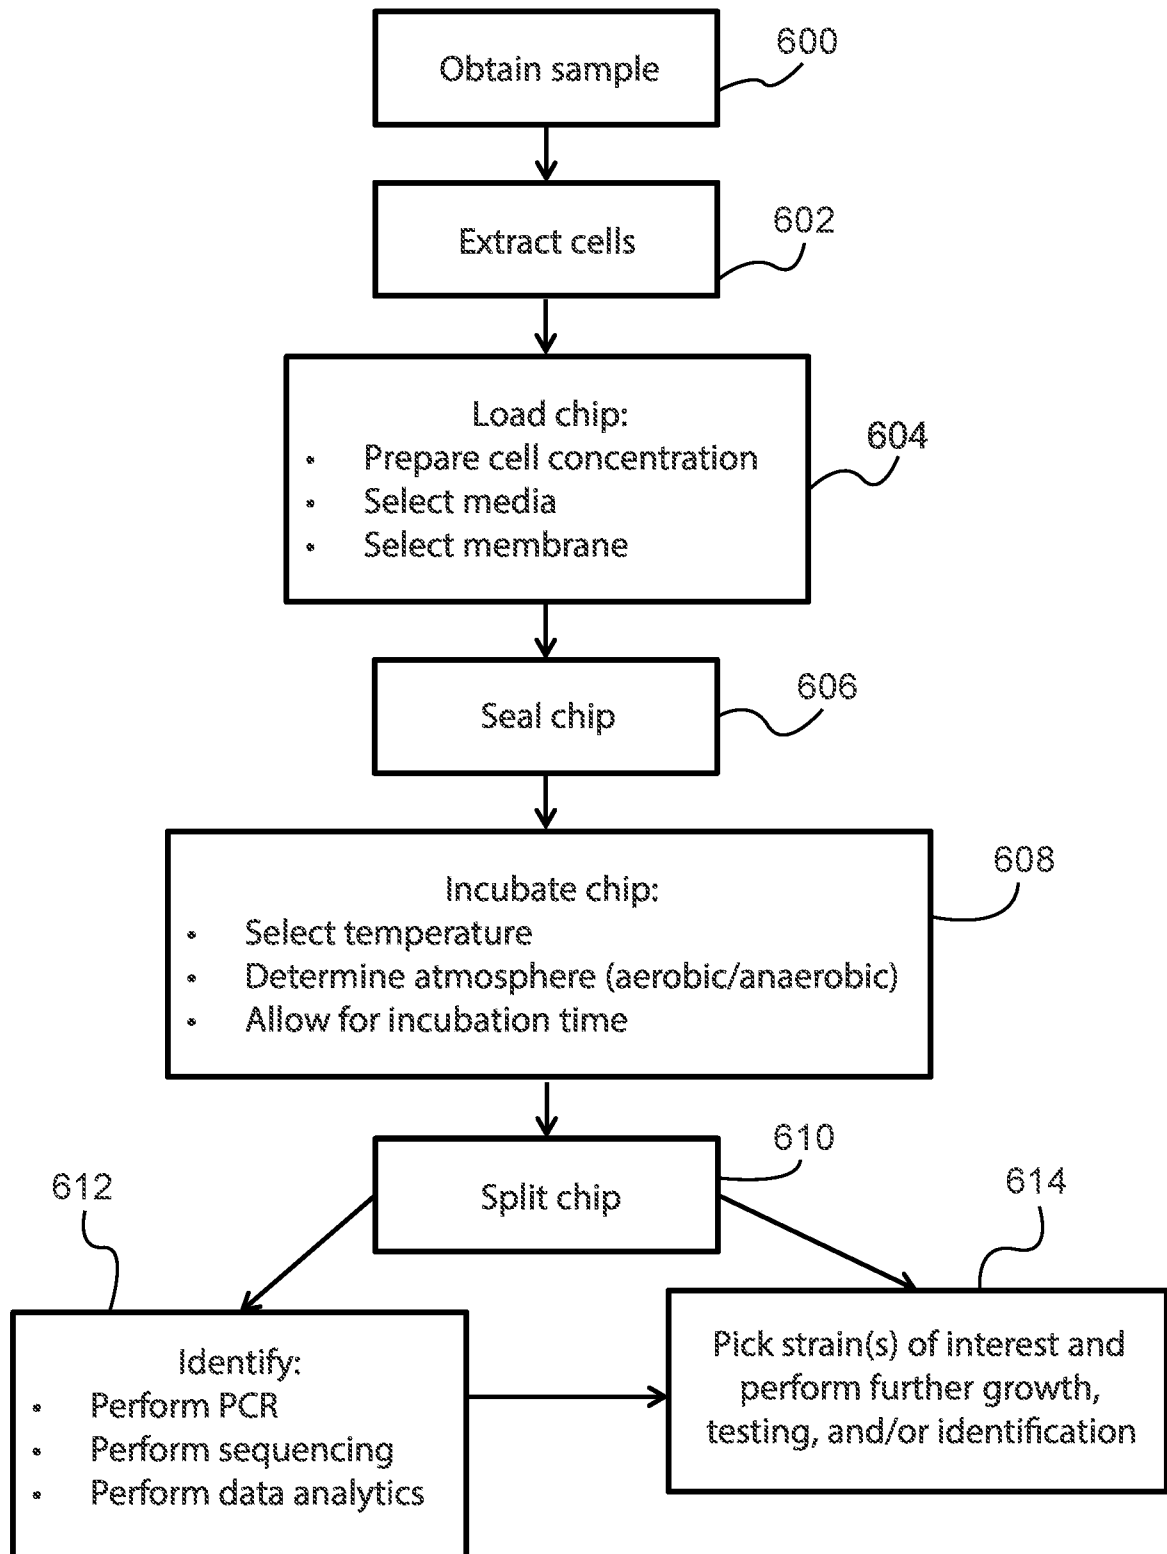 Obtain sample
600
Extract cells
602
Load chip:
• Prepare cell concentration
• Select media
• Select membrane
604
Seal chip
606
Incubate chip:
• Select temperature
• Determine atmosphere (aerobic/anaerobic)
• Allow for incubation time
608
Split chip
610
612
Identify:
• Perform PCR
• Perform sequencing
• Perform data analytics
614
Pick strain(s) of interest and
perform further growth,
testing, and/or identification